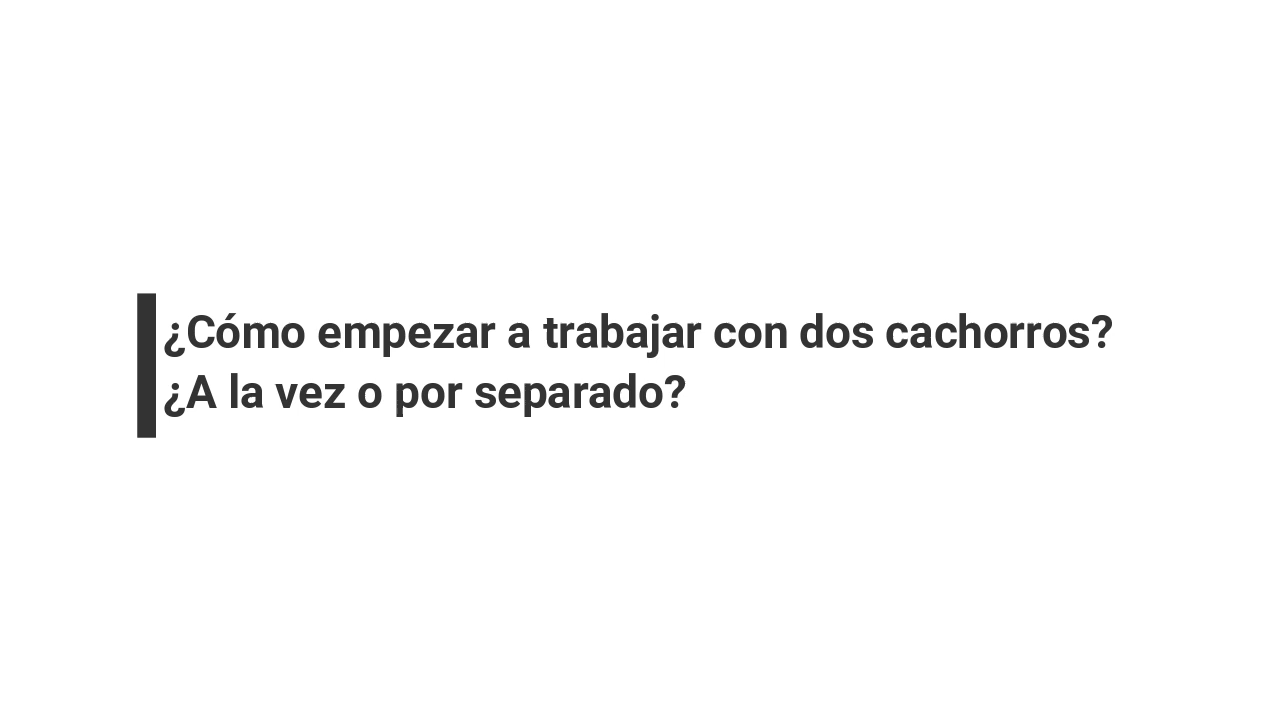 ¿Cómo empezar a trabajar con dos cachorros?
¿A la vez o por separado?